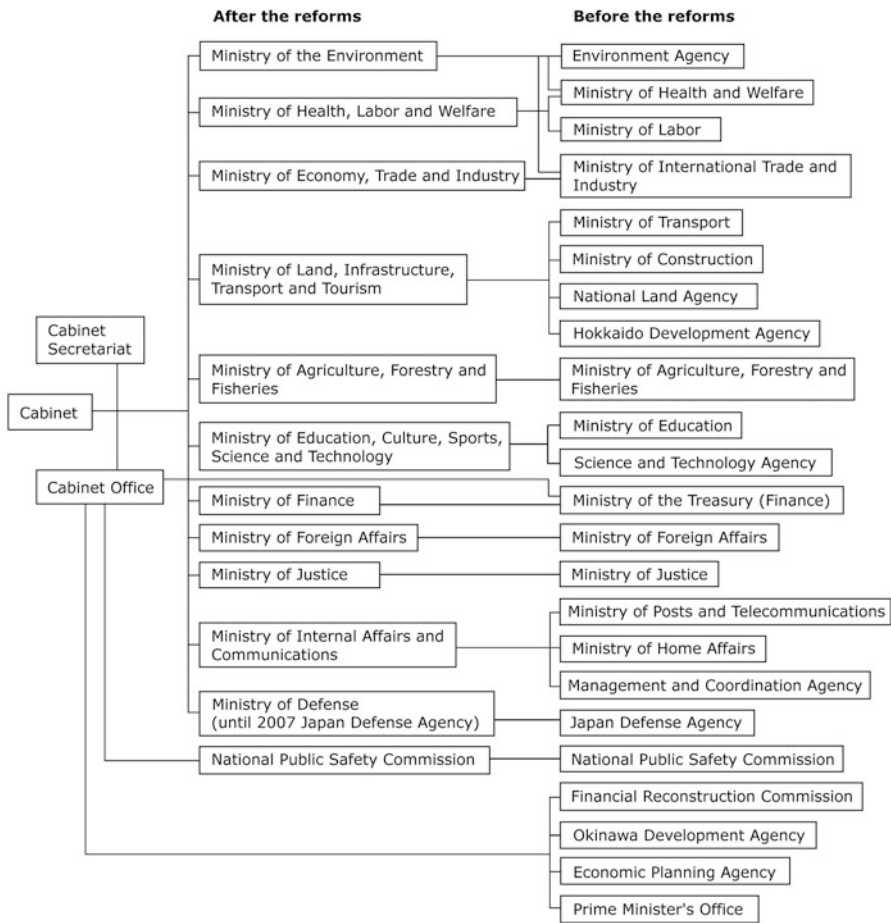 After the reforms
Before the reforms
Ministry of the Environment
Environment Agency
Ministry of Health, Labor and Welfare
Ministry of Health and Welfare
Ministry of Labor
Ministry of Economy, Trade and Industry
Ministry of International Trade and
Industry
Ministry of Land, Infrastructure,
Transport and Tourism
Ministry of Transport
Ministry of Construction
National Land Agency
Hokkaido Development Agency
Cabinet
Secretariat
Cabinet
Cabinet Office
Ministry of Agriculture, Forestry and
Fisheries
Ministry of Agriculture, Forestry and
Fisheries
Ministry of Education, Culture, Sports,
Science and Technology
Ministry of Education
Science and Technology Agency
Ministry of Finance
Ministry of the Treasury (Finance)
Ministry of Foreign Affairs
Ministry of Foreign Affairs
Ministry of Justice
Ministry of Justice
Ministry of Internal Affairs and
Communications
Ministry of Posts and Telecommunications
Ministry of Home Affairs
Management and Coordination Agency
Ministry of Defense
(until 2007 Japan Defense Agency)
Japan Defense Agency
National Public Safety Commission
National Public Safety Commission
Financial Reconstruction Commission
Okinawa Development Agency
Economic Planning Agency
Prime Minister's Office